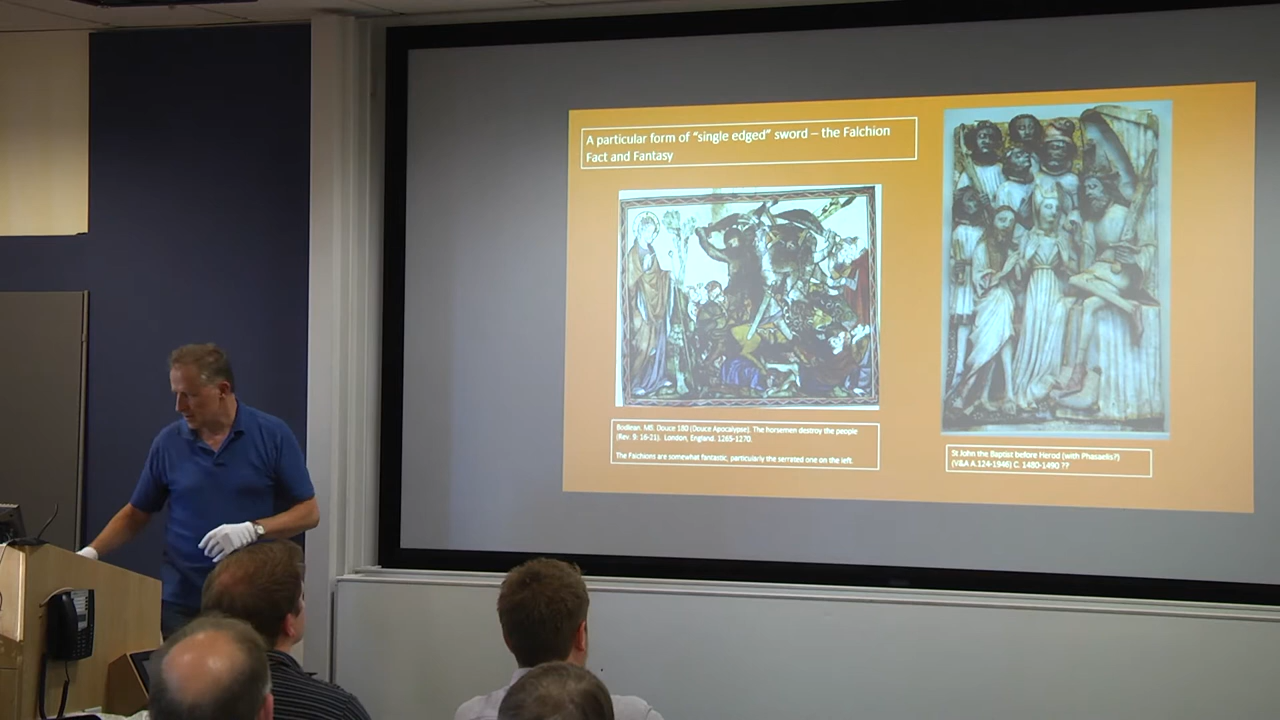 A particular form of “single edged” sword – the Falchion
Fact and Fantasy
Bodlean. MS. Douce 180 (Douce Apocalypse). The horsemen destroy the people
(Rev. 9: 16-21). London, England. 1265-1270.
The Falchions are somewhat fantastic, particularly the serrated one on the left.
St John the Baptist before Herod (with Phasaelis?)
(V&A A.124-1946) C. 1480-1490 ??